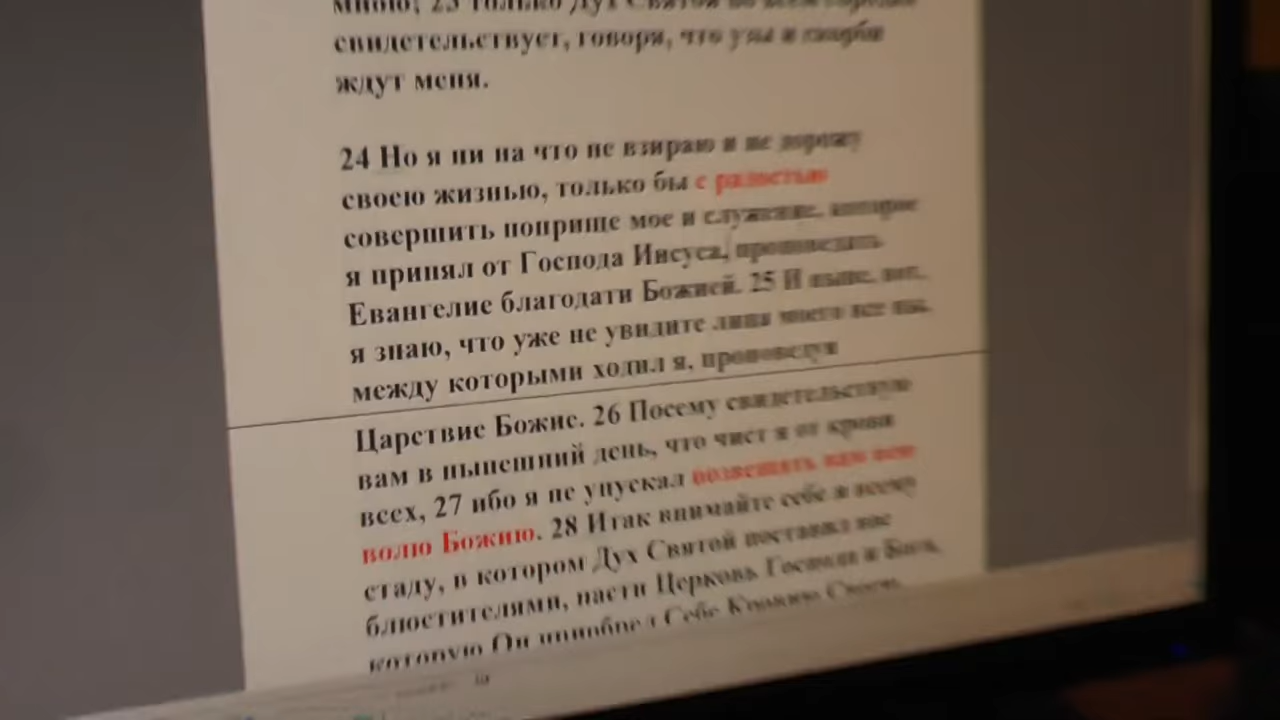 мною; 23 только Дух Святой по всем городам
свидетельствует, говоря, что узы и скорби
ждут меня.
24 Но я ни на что не взираю и не дорожу
своею жизнью, только бы с радостью
совершить поприще мое и служение, которое
я принял от Господа Иисуса, проповедать
Евангелие благодати Божией. 25 И ныне, вот,
я знаю, что уже не увидите лица моего все вы,
между которыми ходил я, проповедуя
Царствие Божие. 26 Посему свидетельствую
вам в нынешний день, что чист я от крови
всех, 27 ибо я не упускал возвещать вам всю
волю Божию. 28 Итак внимайте себе и всему
стаду, в котором Дух Святой поставил вас
блюстителями, пасти Церковь Господа и Бога,
которую Он приобрел Себе Кровию Своею.